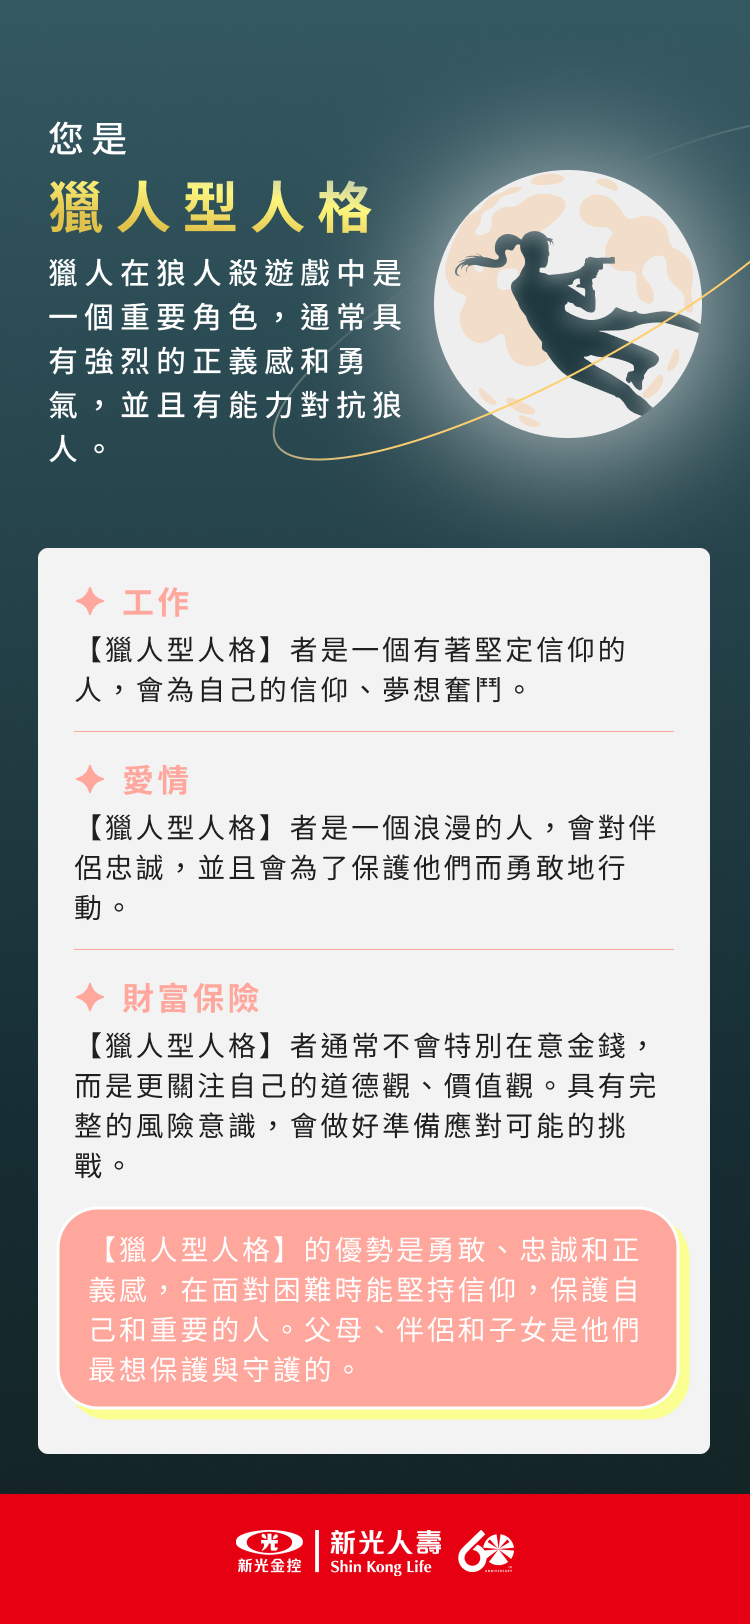 您是
獵人型人格
獵人在狼人殺遊戲中是
一個重要角色，通常具
有強烈的正義感和勇
氣，並且有能力對抗狼
人。
工作
【獵人型人格】者是一個有著堅定信仰的
人，會為自己的信仰、夢想奮鬥。
愛情
【獵人型人格】者是一個浪漫的人，會對伴
侶忠誠，並且會為了保護他們而勇敢地行
動。
財富保險
【獵人型人格】者通常不會特別在意金錢，
而是更關注自己的道德觀、價值觀。具有完
整的風險意識，會做好準備應對可能的挑
戰。
【獵人型人格】的優勢是勇敢、忠誠和正
義感，在面對困難時能堅持信仰，保護自
己和重要的人。父母、伴侶和子女是他們
最想保護與守護的。
光
新光金控
新光人壽
Shin Kong Life
60
TH
ANNIVERSARY